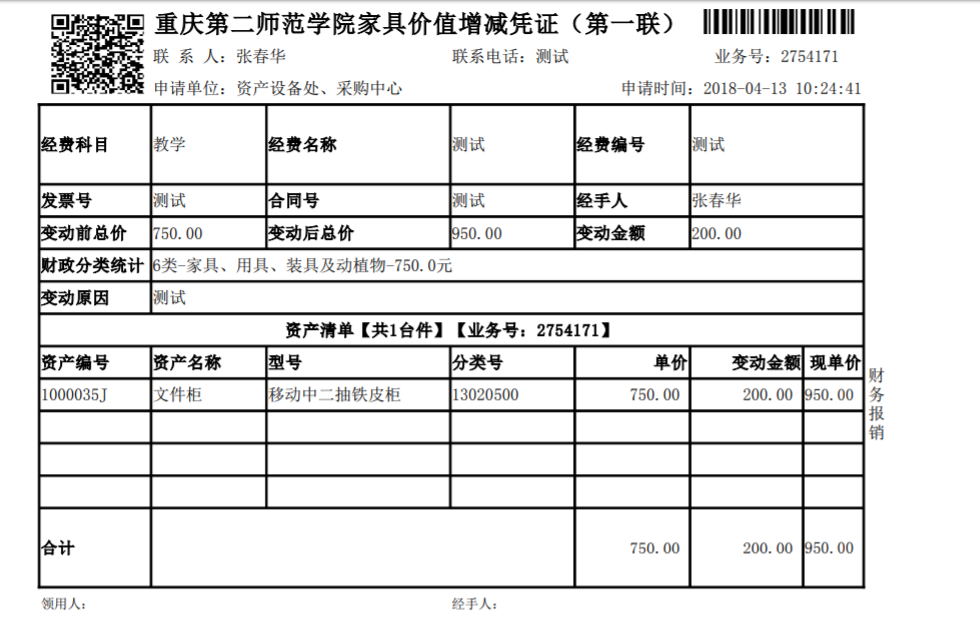 重庆第二师范学院家具价值增减凭证（第一联）
联 系 人：张春华 联系电话：测试 业务号：2754171
申请单位：资产设备处、采购中心 申请时间：2018-04-13 10:24:41
经费科目 教学 经费名称 测试 经费编号 测试
发票号 测试 合同号 测试 经手人 张春华
变动前总价 750.00 变动后总价 950.00 变动金额 200.00
财政分类统计 6类-家具、用具、装具及动植物-750.0元
变动原因 测试
资产清单【共1台件】【业务号：2754171】
资产编号 资产名称 型号 分类号 单价 变动金额 现单价
1000035J 文件柜 移动中二抽铁皮柜 13020500 750.00 200.00 950.00
合计 750.00 200.00 950.00
财务报销
领用人： 经手人：